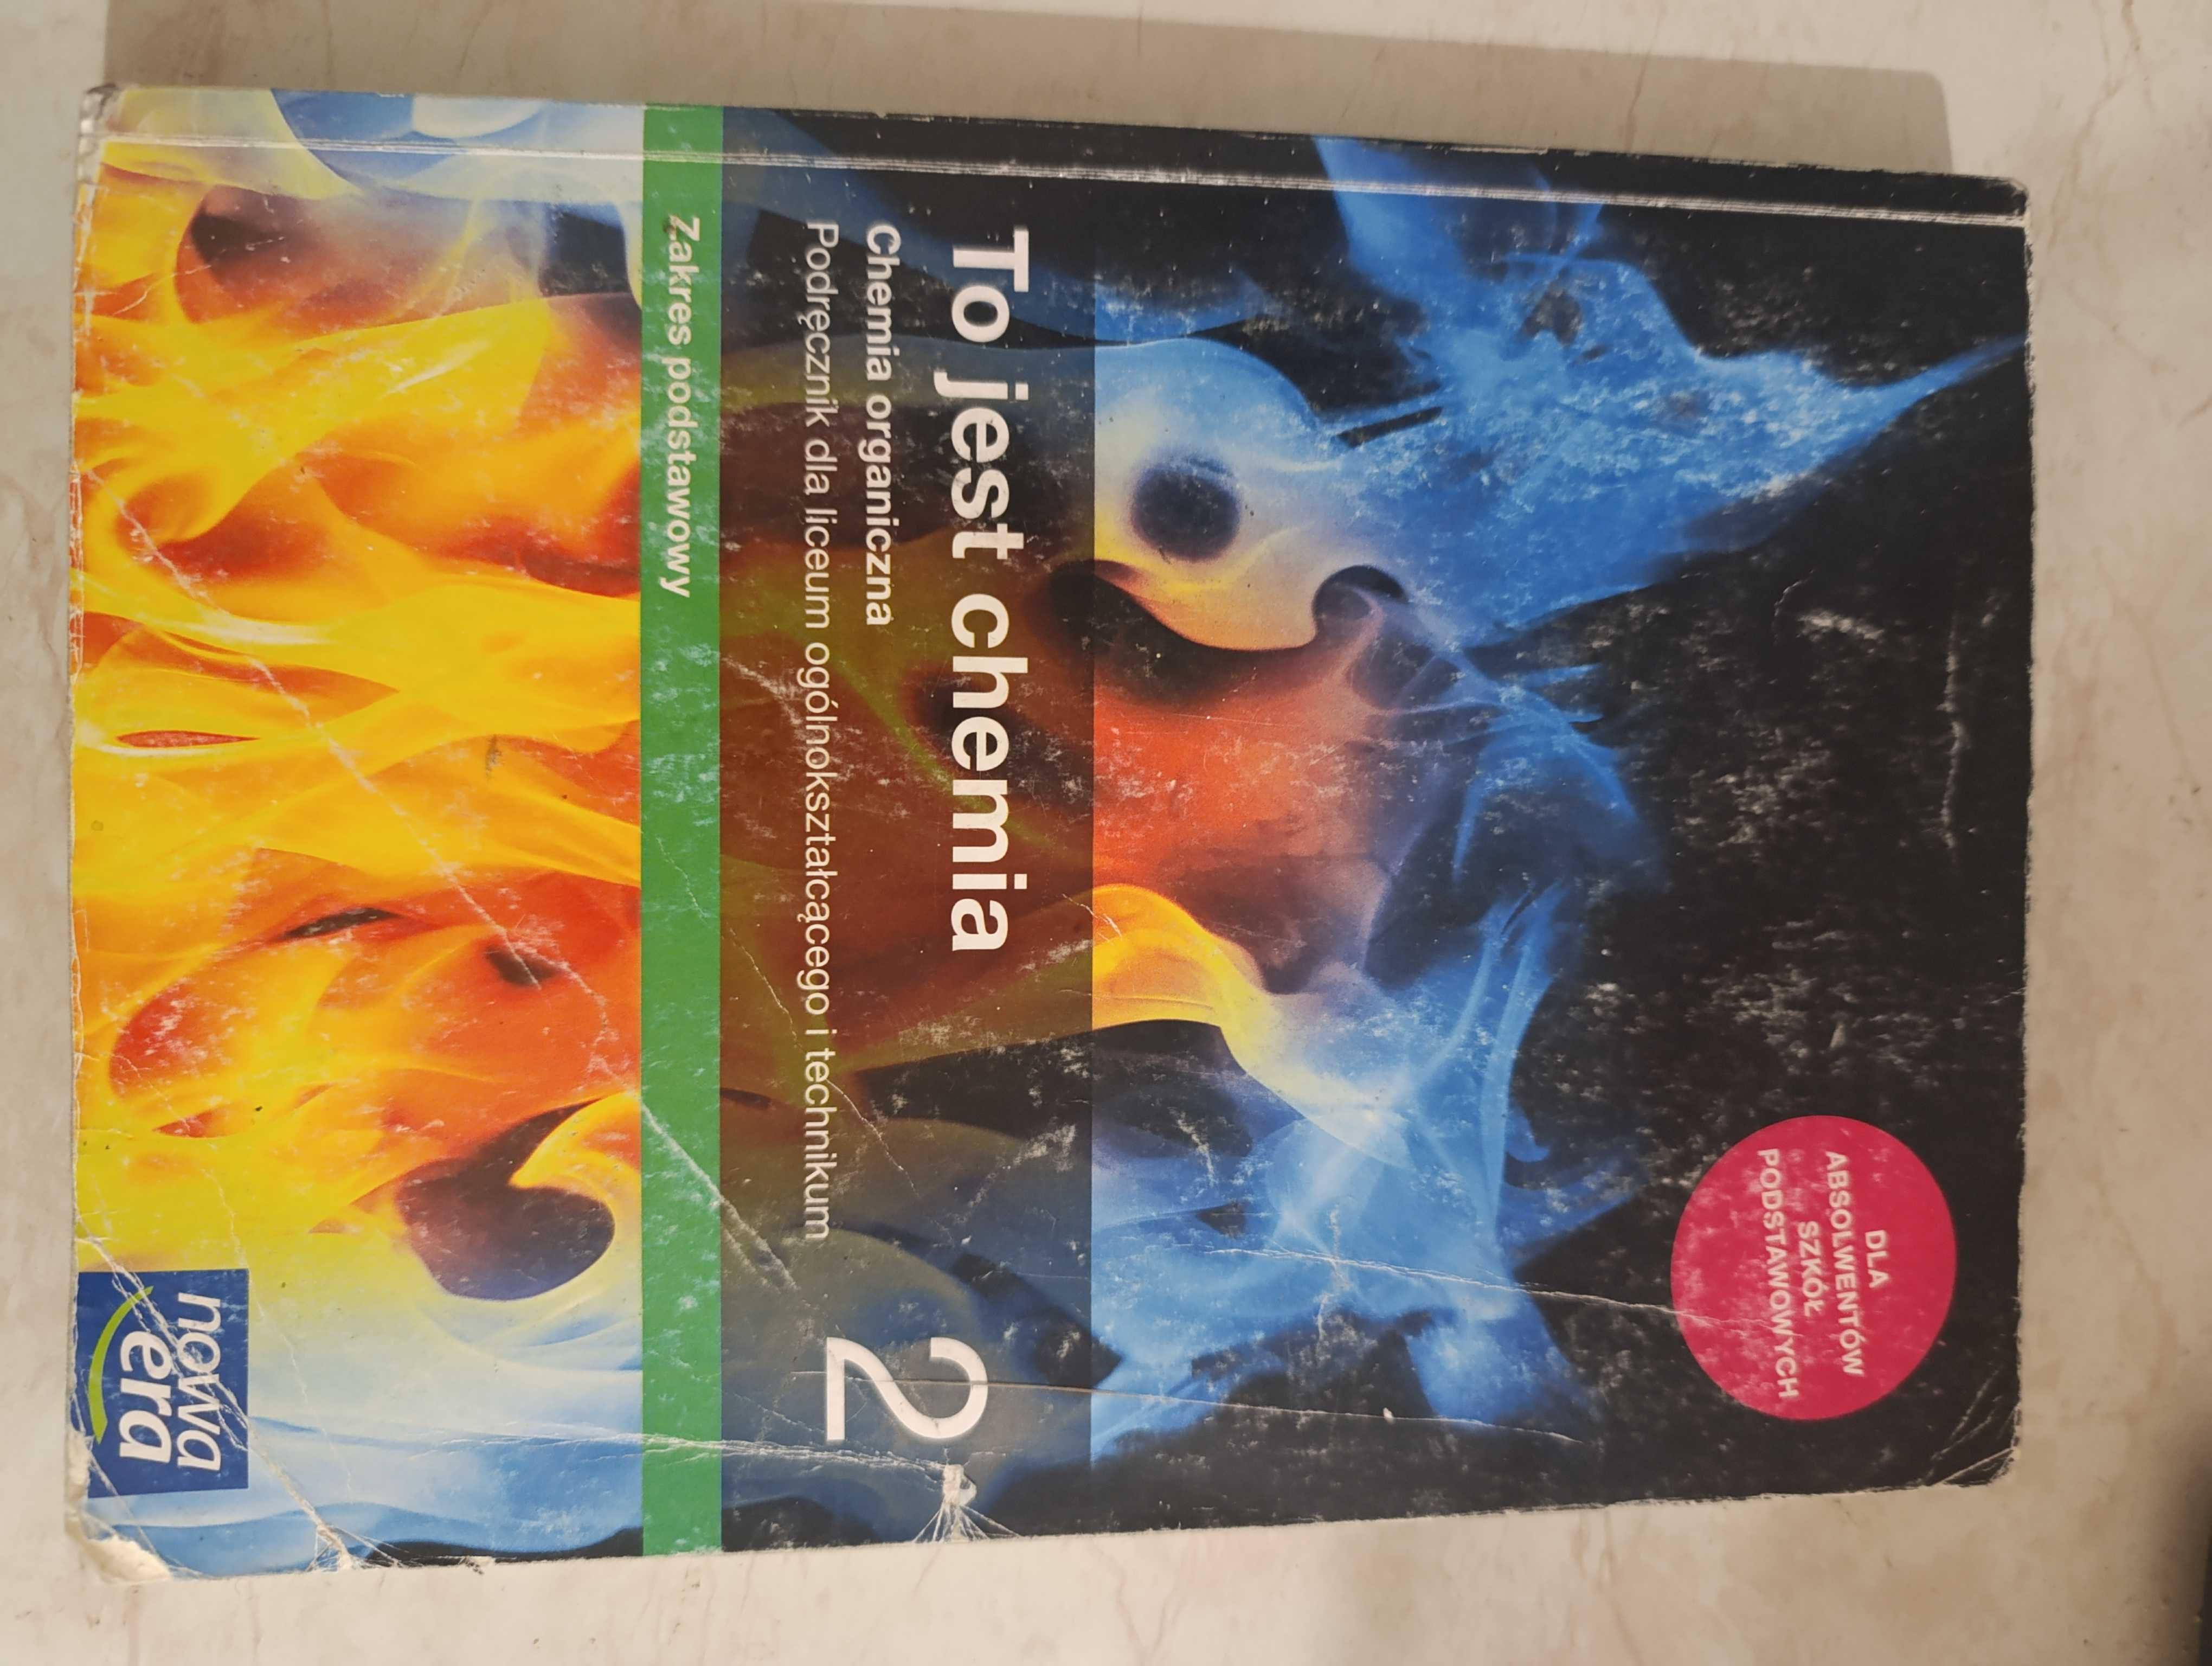 DLA
ABSOLWENTÓW
SZKÓŁ
PODSTAWOWYCH
To jest chemia
2
Chemia organiczna
Podręcznik dla liceum ogólnokształcącego i technikum
Zakres podstawowy
nowa
era